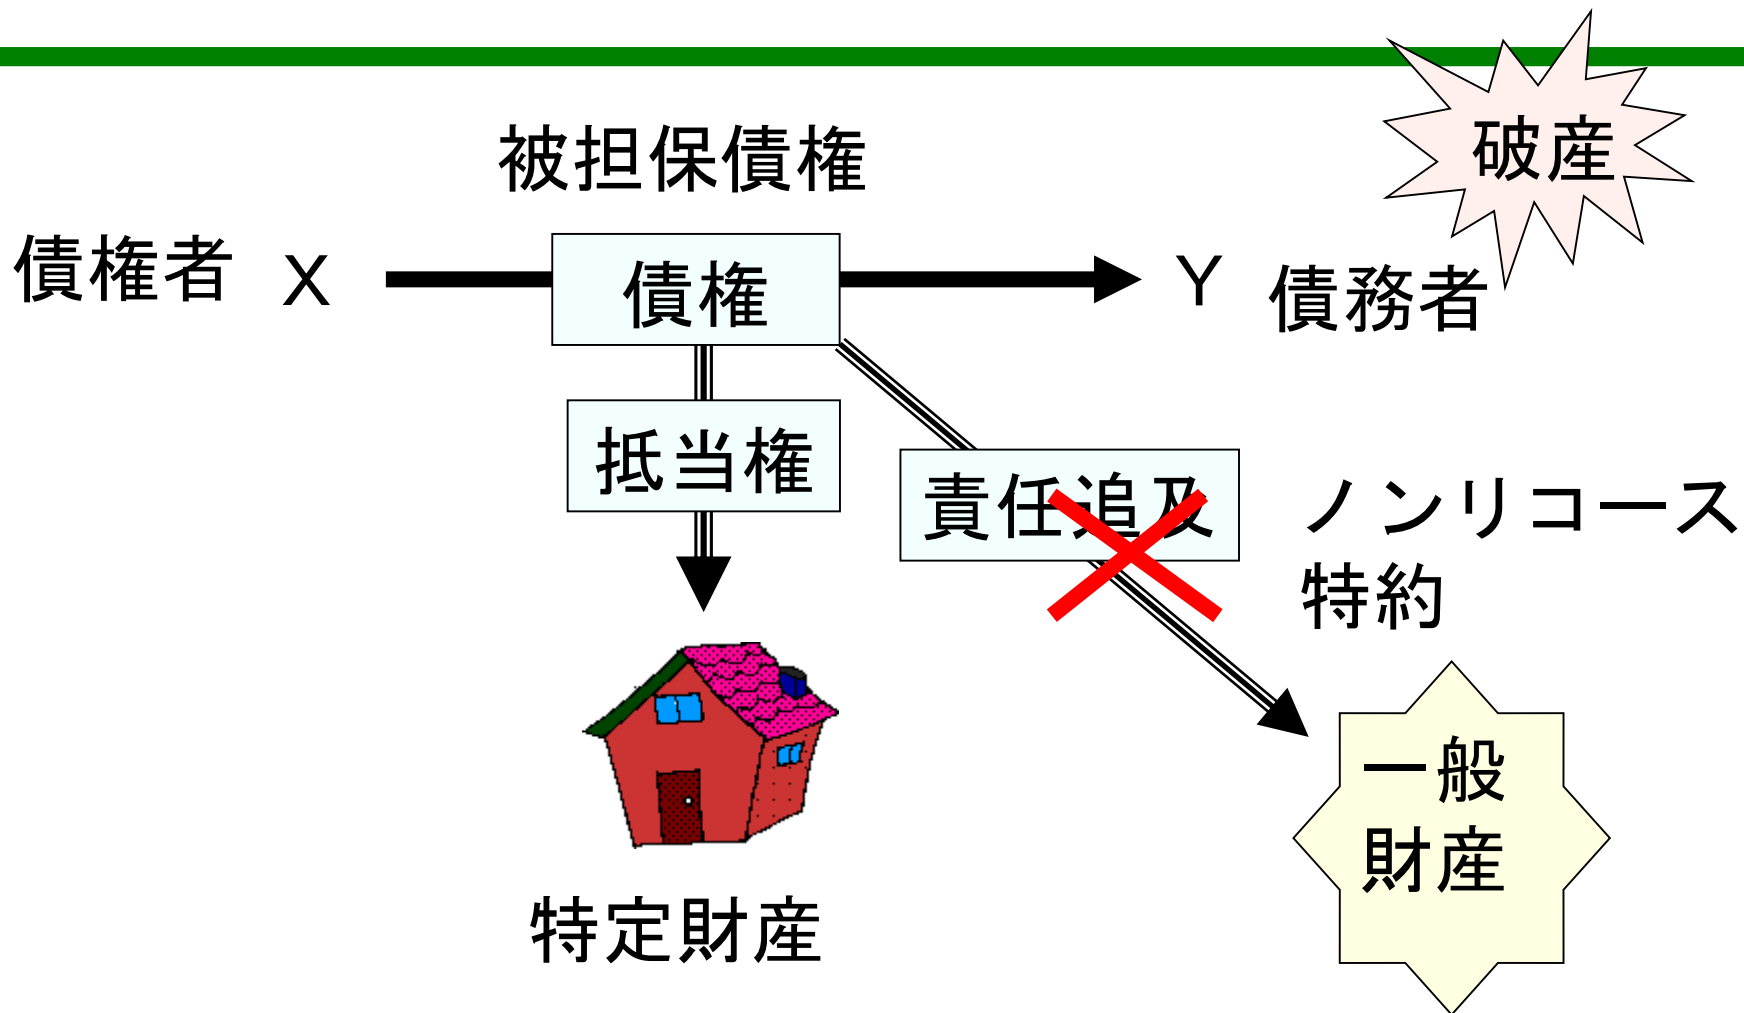 破産
被担保債権
債権者 X
債権
Y 債務者
抵当権
責任追及
ノンリコース
特約
一般
財産
特定財産